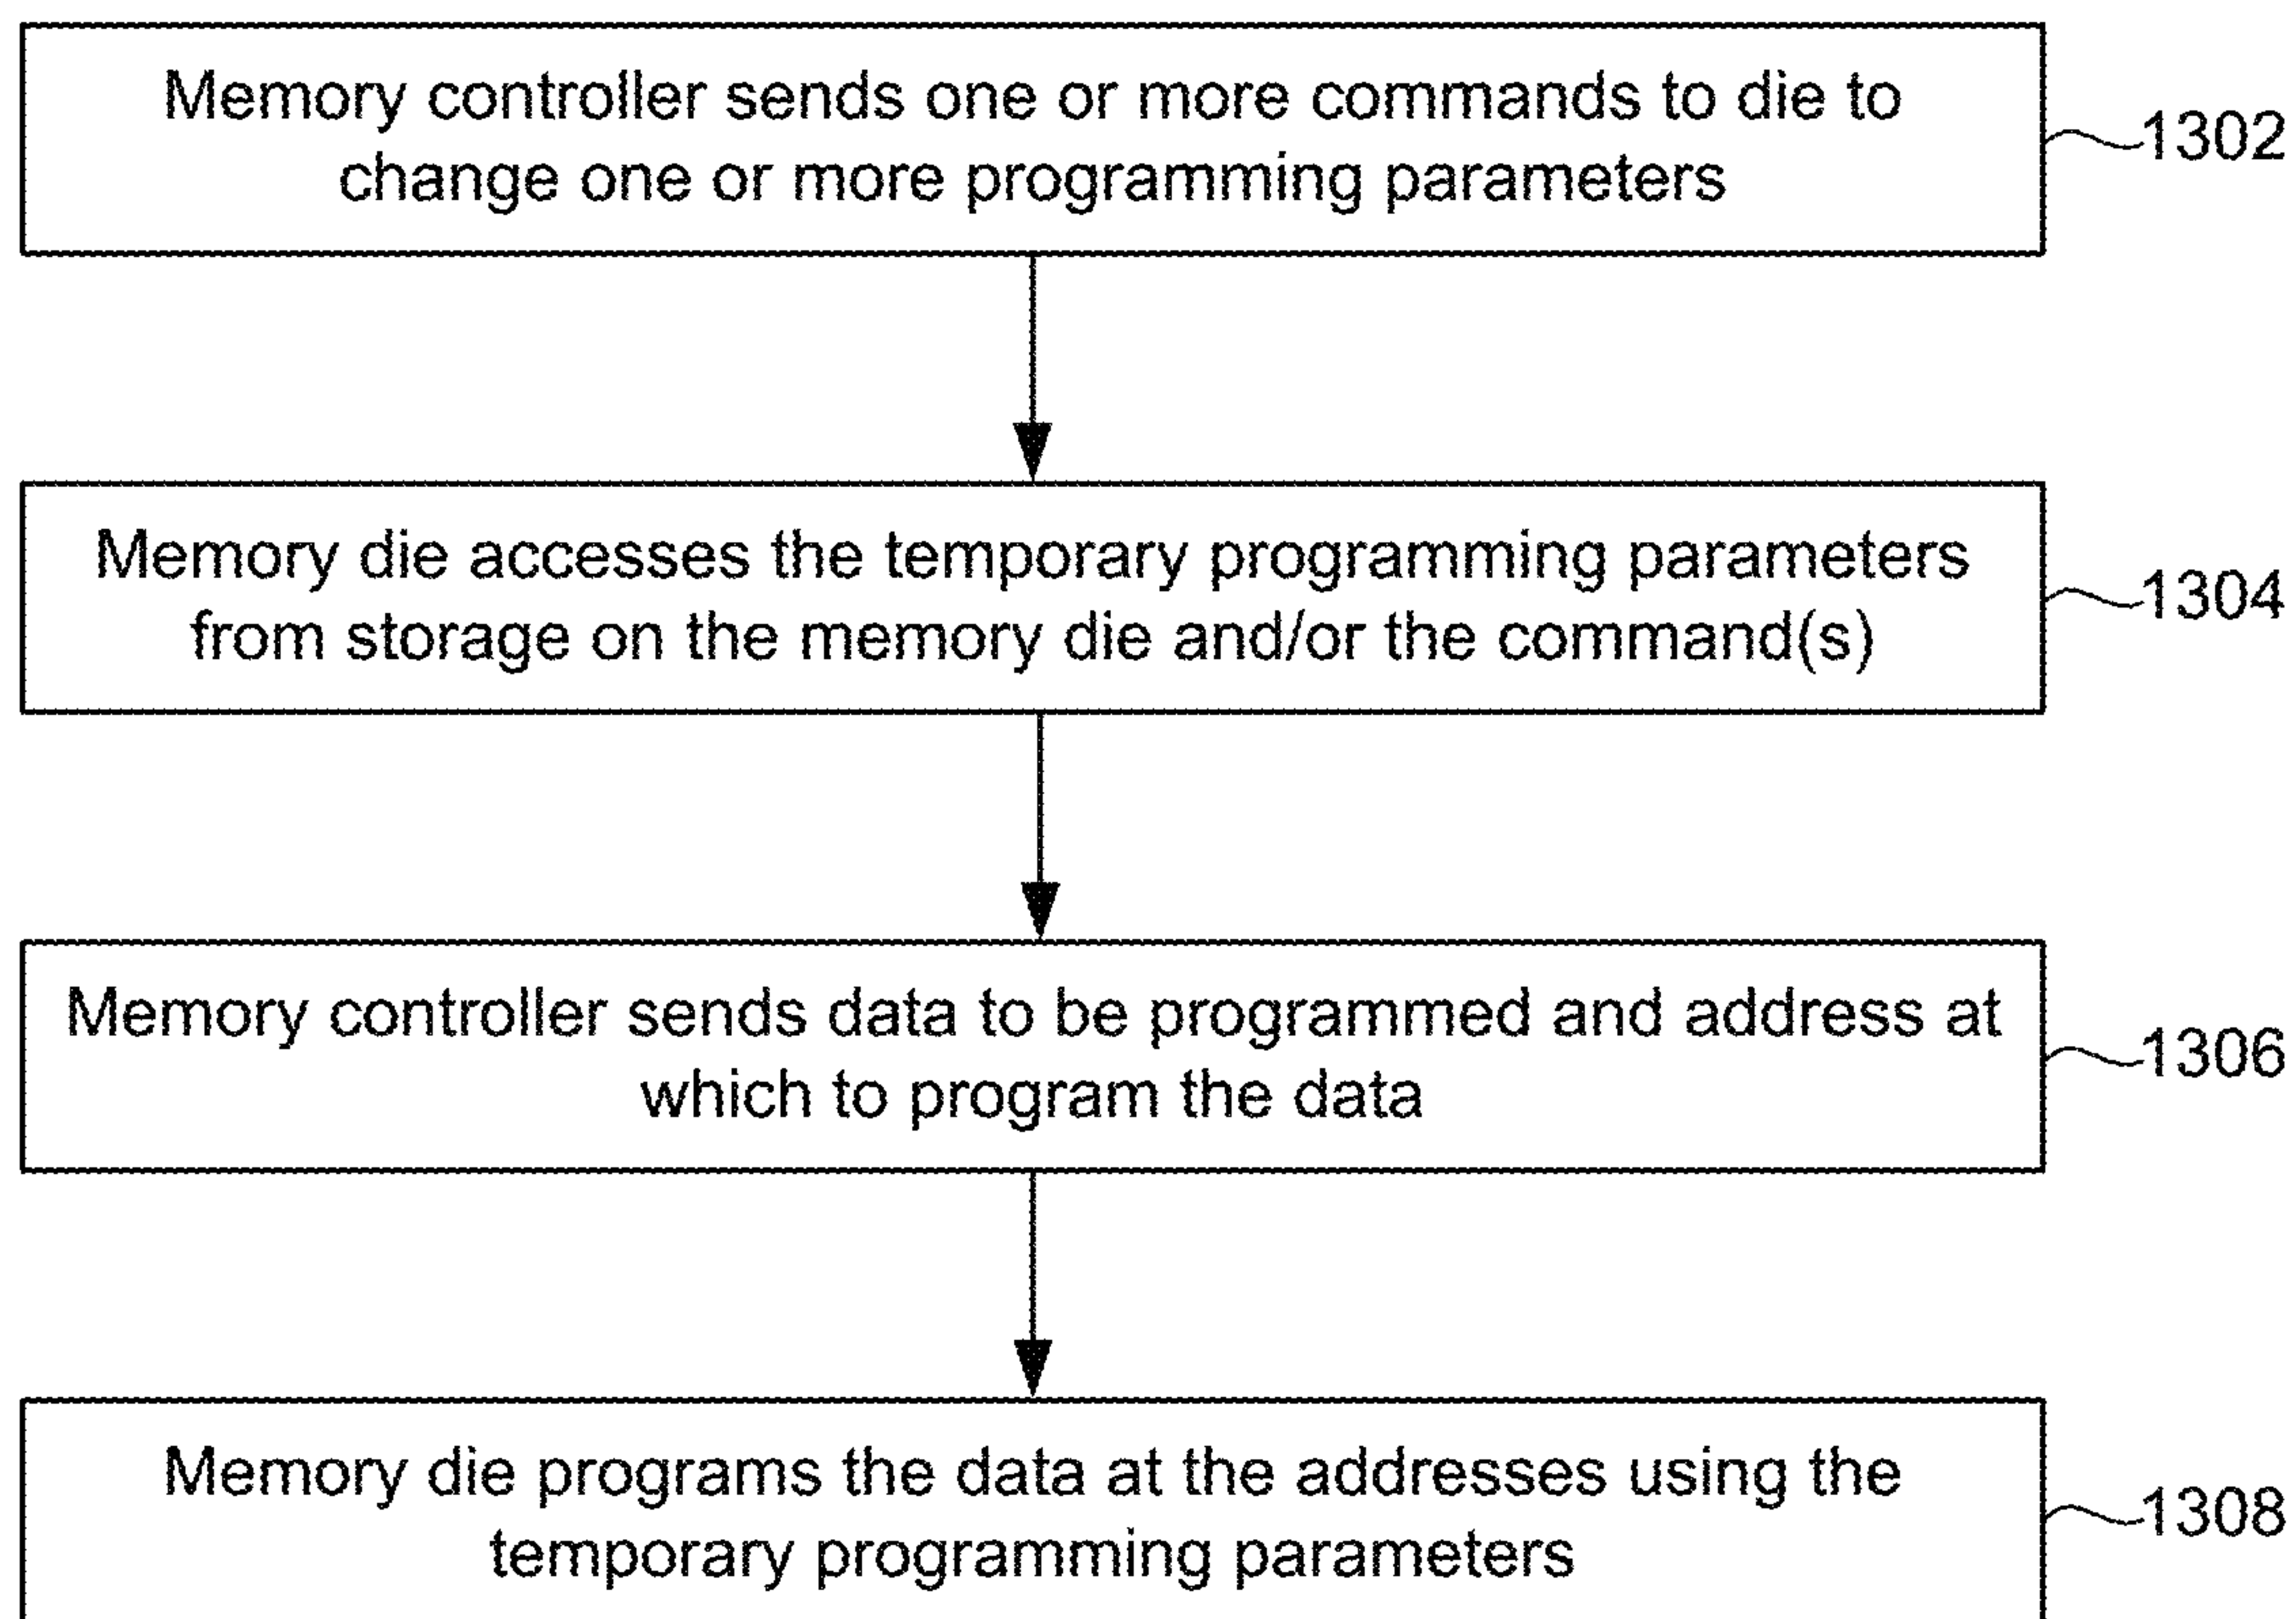 Memory controller sends one or more commands to die to
change one or more programming parameters
1302
Memory die accesses the temporary programming parameters
from storage on the memory die and/or the command(s)
1304
Memory controller sends data to be programmed and address at
which to program the data
1306
Memory die programs the data at the addresses using the
temporary programming parameters
1308